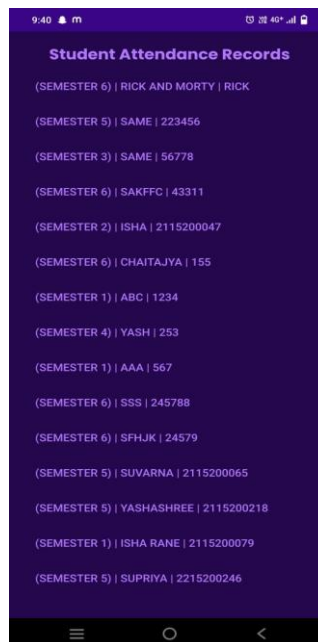 9:40 m 4G+
Student Attendance Records
(SEMESTER 6) | RICK AND MORTY | RICK
(SEMESTER 5) | SAME | 223456
(SEMESTER 3) | SAME | 56778
(SEMESTER 6) | SAKFFC | 43311
(SEMESTER 2) | ISHA | 2115200047
(SEMESTER 6) | CHAITAJYA | 155
(SEMESTER 1) | ABC | 1234
(SEMESTER 4) | YASH | 253
(SEMESTER 1) | AAA | 567
(SEMESTER 6) | SSS | 245788
(SEMESTER 6) | SFHJK | 24579
(SEMESTER 5) | SUVARNA | 2115200065
(SEMESTER 5) | YASHASHREE | 2115200218
(SEMESTER 1) | ISHA RANE | 2115200079
(SEMESTER 5) | SUPRIYA | 2215200246